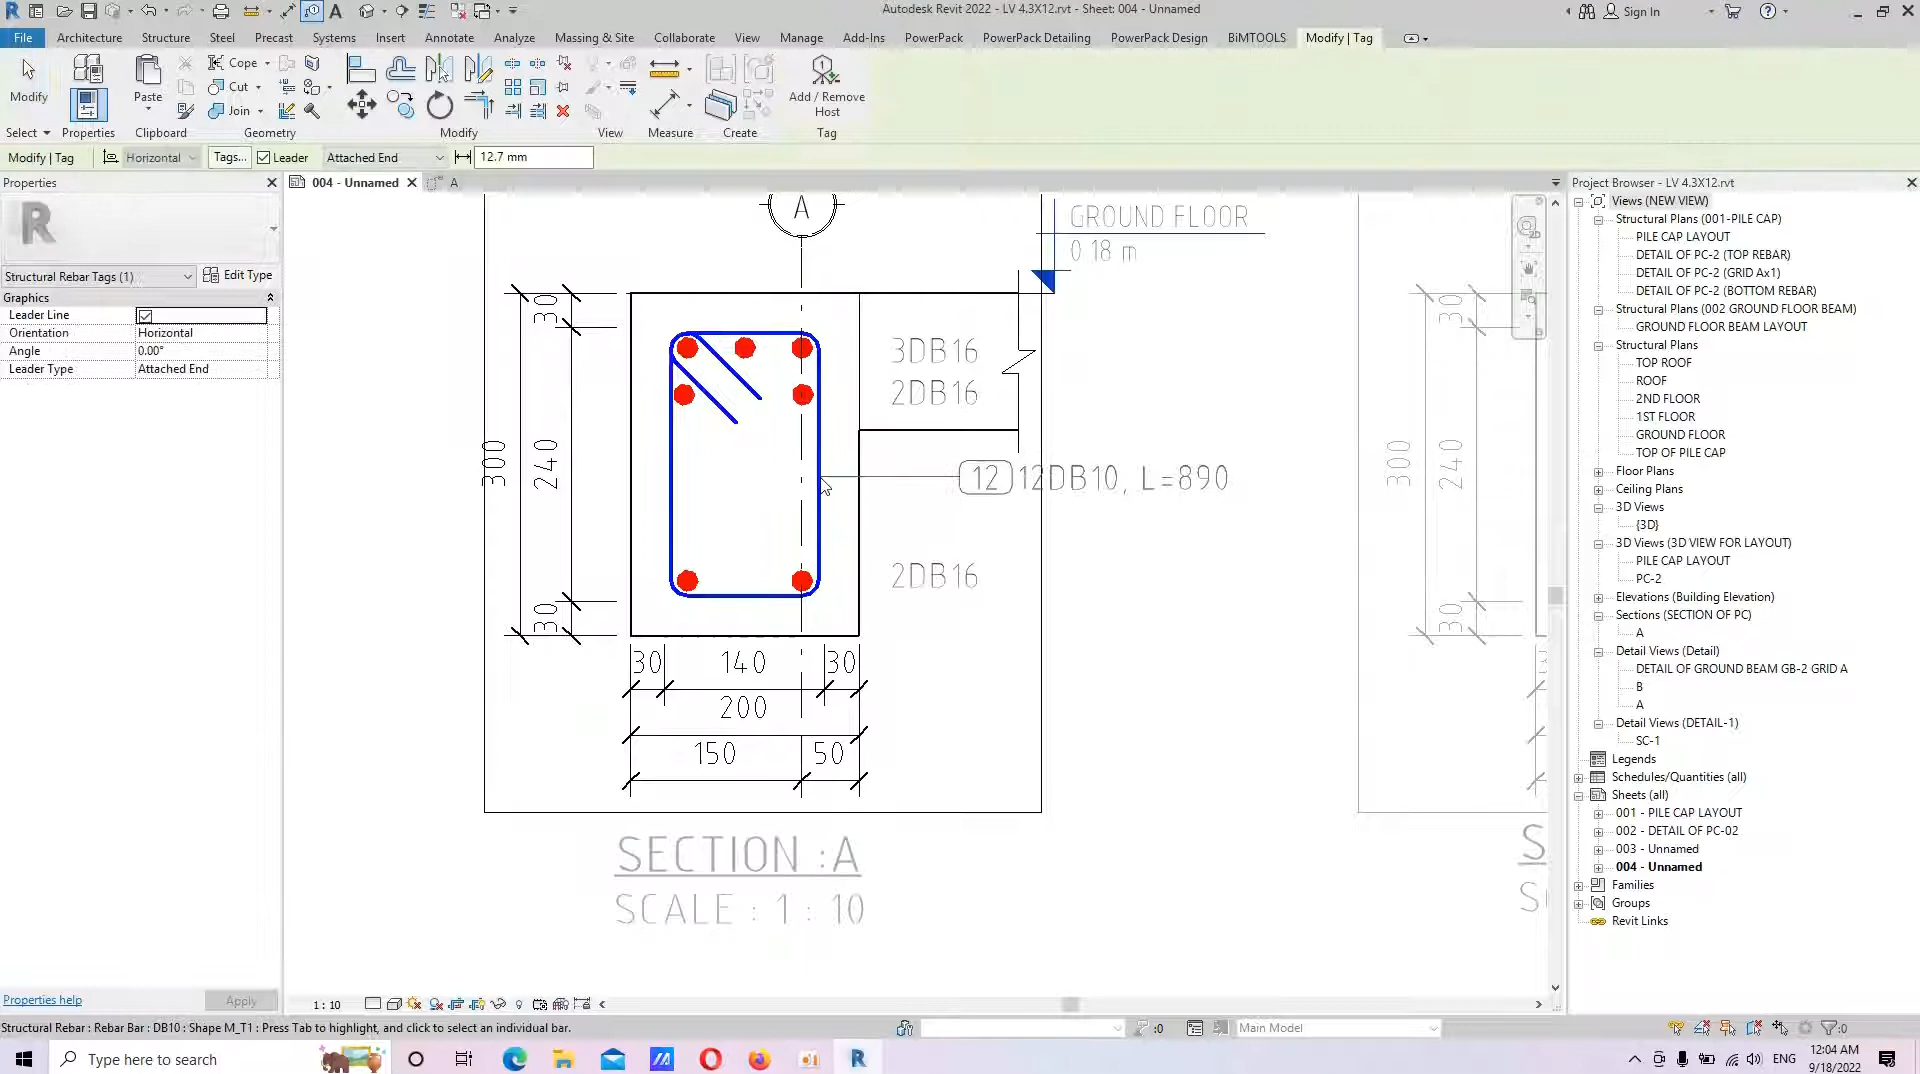 Autodesk Revit 2022 - LV 4.3X12.rvt - Sheet: 004 - Unnamed
Sign In
File Architecture Structure Steel Precast Systems Insert Annotate Analyze Massing & Site Collaborate View Manage Add-Ins PowerPack PowerPack Detailing PowerPack Design BiMTOOLS Modify | Tag
Modify
Paste
Cope
Cut
Join
Add / Remove
Host
Select Properties Clipboard Geometry Modify View Measure Create Tag
Modify | Tag Horizontal Tags... Leader Attached End 12.7 mm
Properties
004 - Unnamed
A
Project Browser - LV 4.3X12.rvt
Structural Rebar Tags (1)
Edit Type
Graphics
Leader Line
Orientation Horizontal
Angle 0.00°
Leader Type Attached End
Properties help
Apply
A
GROUND FLOOR
0 18 m
30
300
240
30
3DB16
2DB16
12 12DB10, L=890
2DB16
30 140 30
200
150 50
SECTION :A
SCALE : 1 : 10
30
300
240
30
S
Views (NEW VIEW)
Structural Plans (001-PILE CAP)
PILE CAP LAYOUT
DETAIL OF PC-2 (TOP REBAR)
DETAIL OF PC-2 (GRID Ax1)
DETAIL OF PC-2 (BOTTOM REBAR)
Structural Plans (002 GROUND FLOOR BEAM)
GROUND FLOOR BEAM LAYOUT
Structural Plans
TOP ROOF
ROOF
2ND FLOOR
1ST FLOOR
GROUND FLOOR
TOP OF PILE CAP
Floor Plans
Ceiling Plans
3D Views
{3D}
3D Views (3D VIEW FOR LAYOUT)
PILE CAP LAYOUT
PC-2
Elevations (Building Elevation)
Sections (SECTION OF PC)
A
Detail Views (Detail)
DETAIL OF GROUND BEAM GB-2 GRID A
B
A
Detail Views (DETAIL-1)
SC-1
Legends
Schedules/Quantities (all)
Sheets (all)
001 - PILE CAP LAYOUT
002 - DETAIL OF PC-02
003 - Unnamed
004 - Unnamed
Families
Groups
Revit Links
1 : 10
Structural Rebar : Rebar Bar : DB10 : Shape M_T1 : Press Tab to highlight, and click to select an individual bar.
:0
Main Model
:0
Type here to search
ENG
12:04 AM
9/18/2022